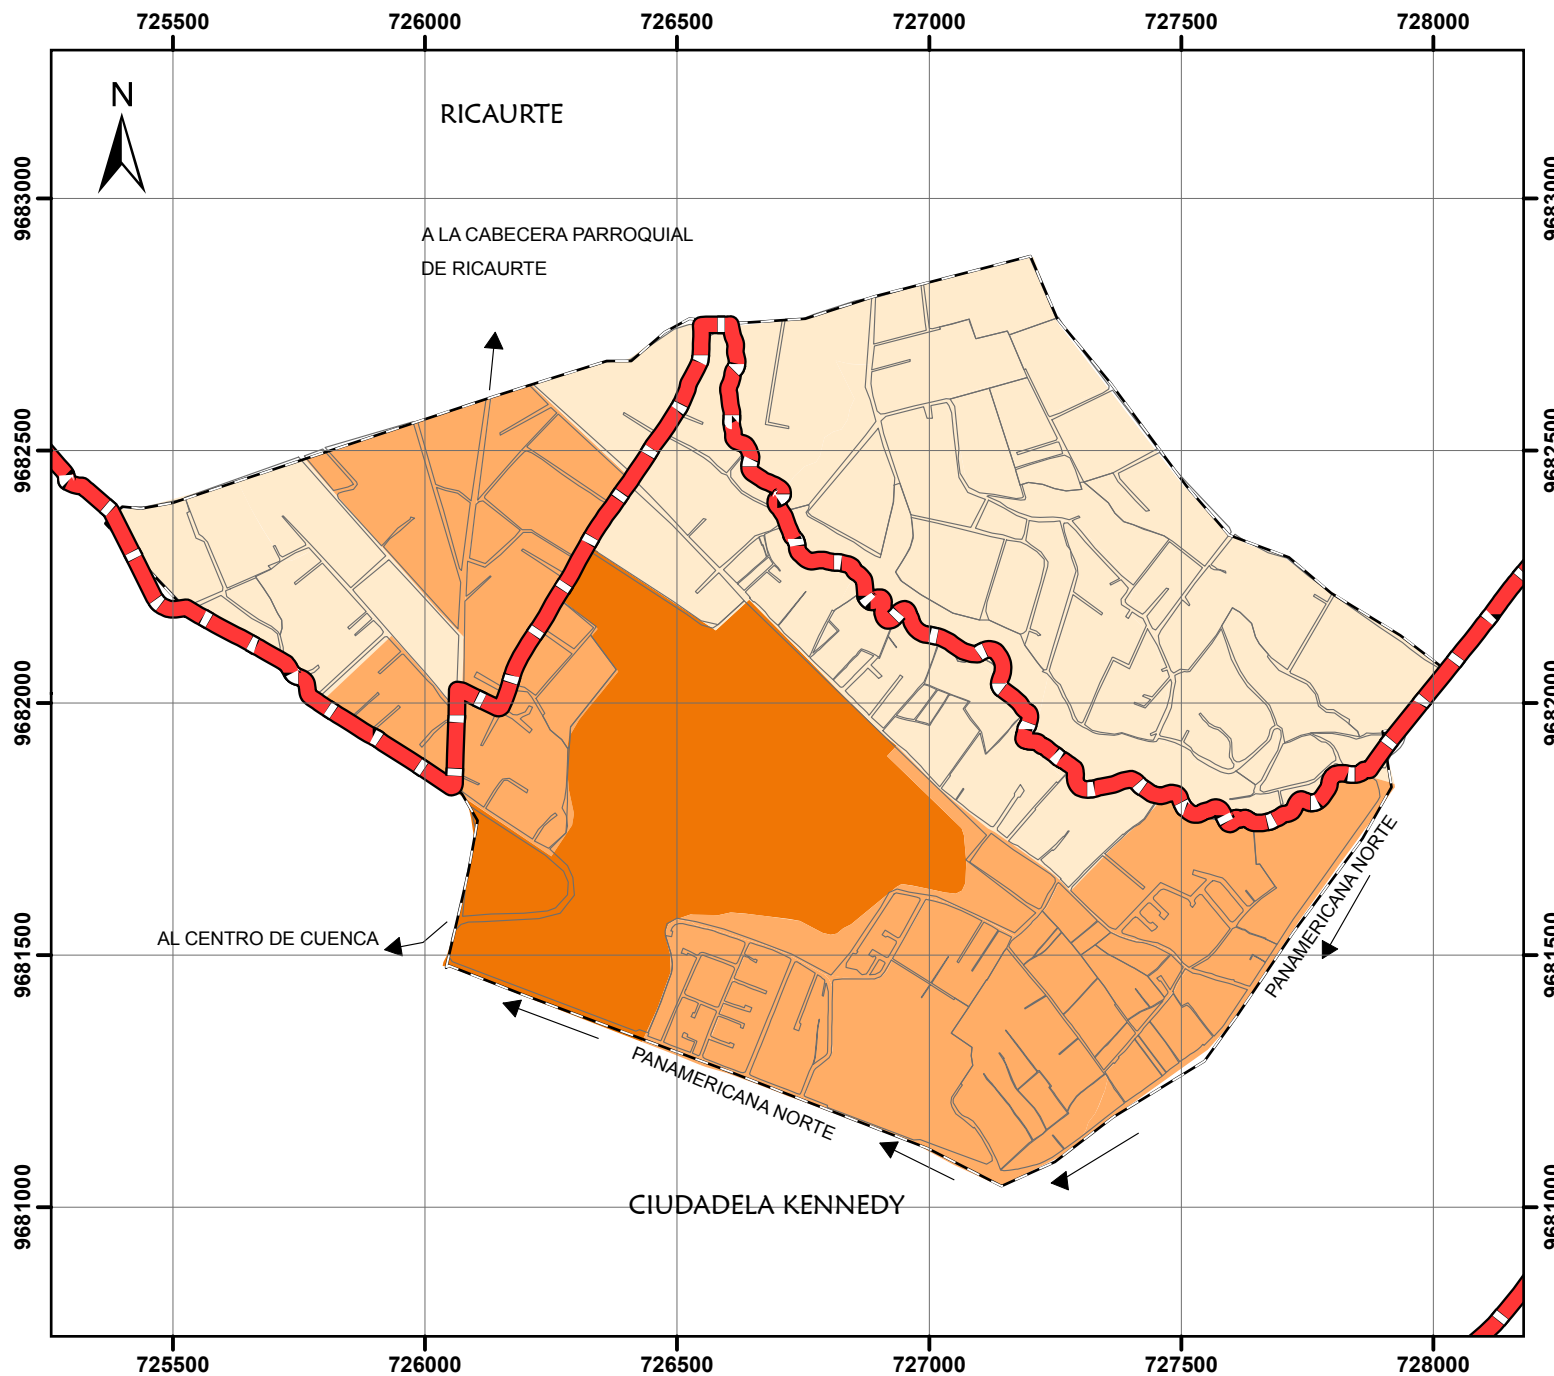 725500 726000 726500 727000 727500 728000
N
RICAURTE
9683000 9683000
A LA CABECERA PARROQUIAL
DE RICAURTE
9682500 9682500
9682000 9682000
PANAMERICANA NORTE
AL CENTRO DE CUENCA
9681500 9681500
PANAMERICANA NORTE
CIUDADELA KENNEDY
9681000 9681000
725500 726000 726500 727000 727500 728000